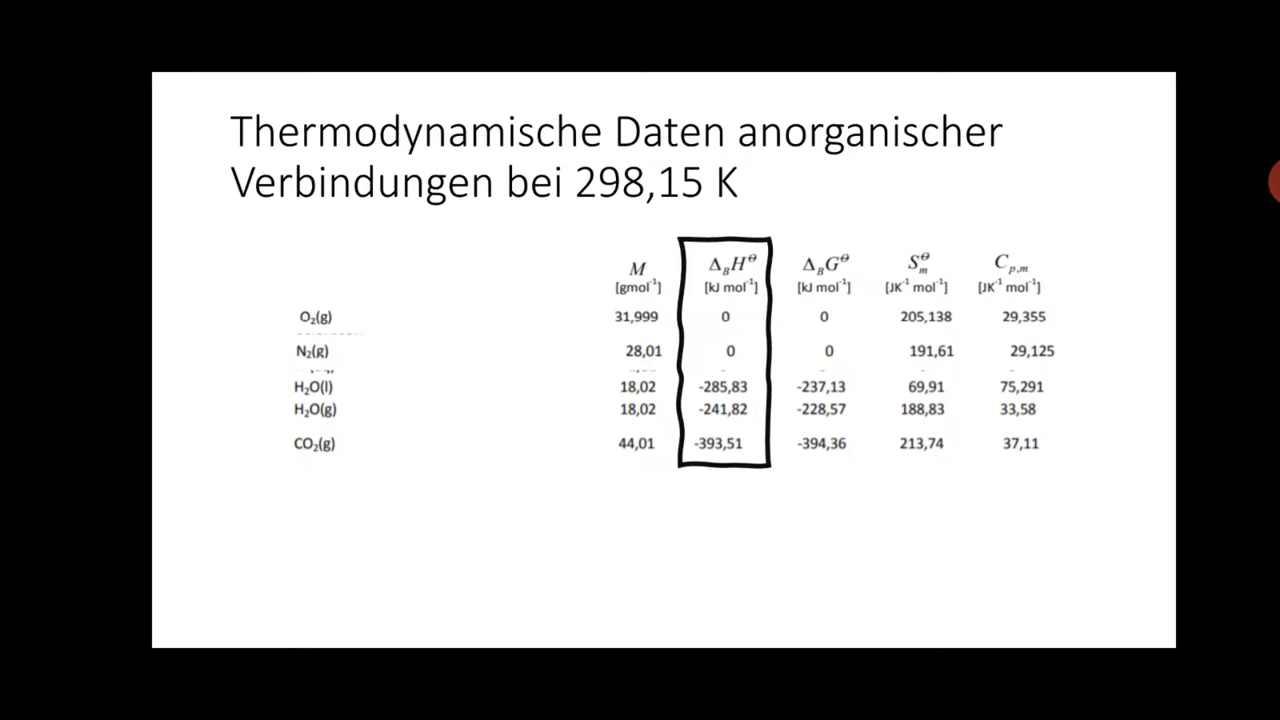 Thermodynamische Daten anorganischer
Verbindungen bei 298,15 K
M Δ_BH^⊖ Δ_BG^⊖ S_m^⊖ C_p,m
[gmol⁻¹] [kJ mol⁻¹] [kJ mol⁻¹] [JK⁻¹ mol⁻¹] [JK⁻¹ mol⁻¹]
O₂(g) 31,999 0 0 205,138 29,355
N₂(g) 28,01 0 0 191,61 29,125
H₂O(l) 18,02 -285,83 -237,13 69,91 75,291
H₂O(g) 18,02 -241,82 -228,57 188,83 33,58
CO₂(g) 44,01 -393,51 -394,36 213,74 37,11